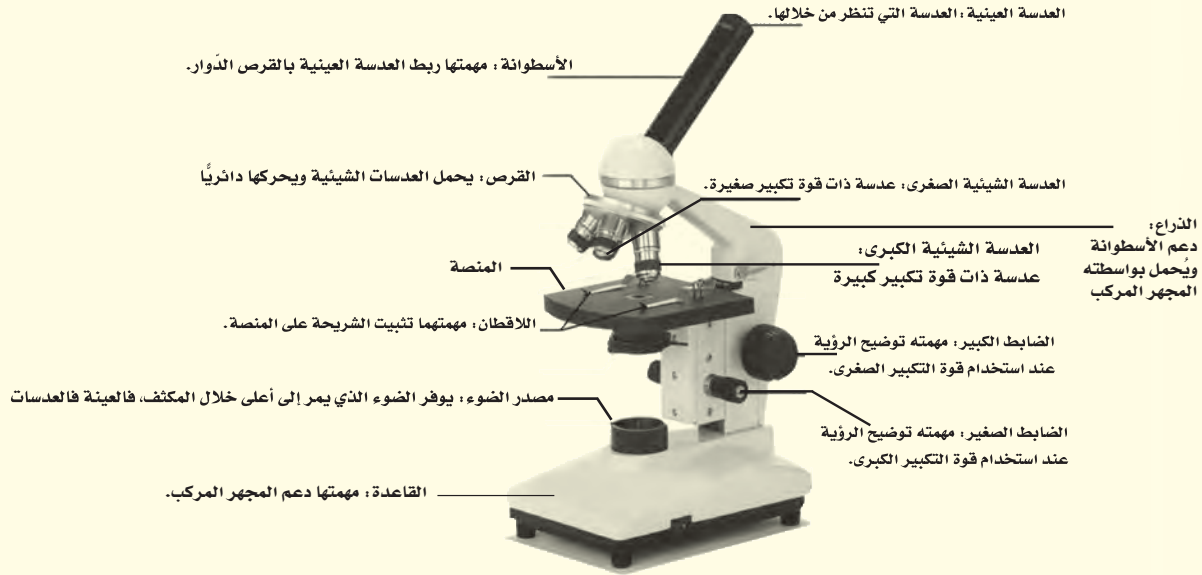 العدسة العينية: العدسة التي تنظر من خلالها.
الأسطوانة: مهمتها ربط العدسة العينية بالقرص الدّوار.
القرص: يحمل العدسات الشيئية ويحركها دائريًّا
العدسة الشيئية الصغرى: عدسة ذات قوة تكبير صغيرة.
الذراع:
دعم الأسطوانة
ويُحمل بواسطته
المجهر المركب
العدسة الشيئية الكبرى:
عدسة ذات قوة تكبير كبيرة
المنصة
اللاقطان: مهمتهما تثبيت الشريحة على المنصة.
الضابط الكبير: مهمته توضيح الرؤية
عند استخدام قوة التكبير الصغرى.
مصدر الضوء: يوفر الضوء الذي يمر إلى أعلى خلال المكثف، فالعينة فالعدسات
الضابط الصغير: مهمته توضيح الرؤية
عند استخدام قوة التكبير الكبرى.
القاعدة: مهمتها دعم المجهر المركب.